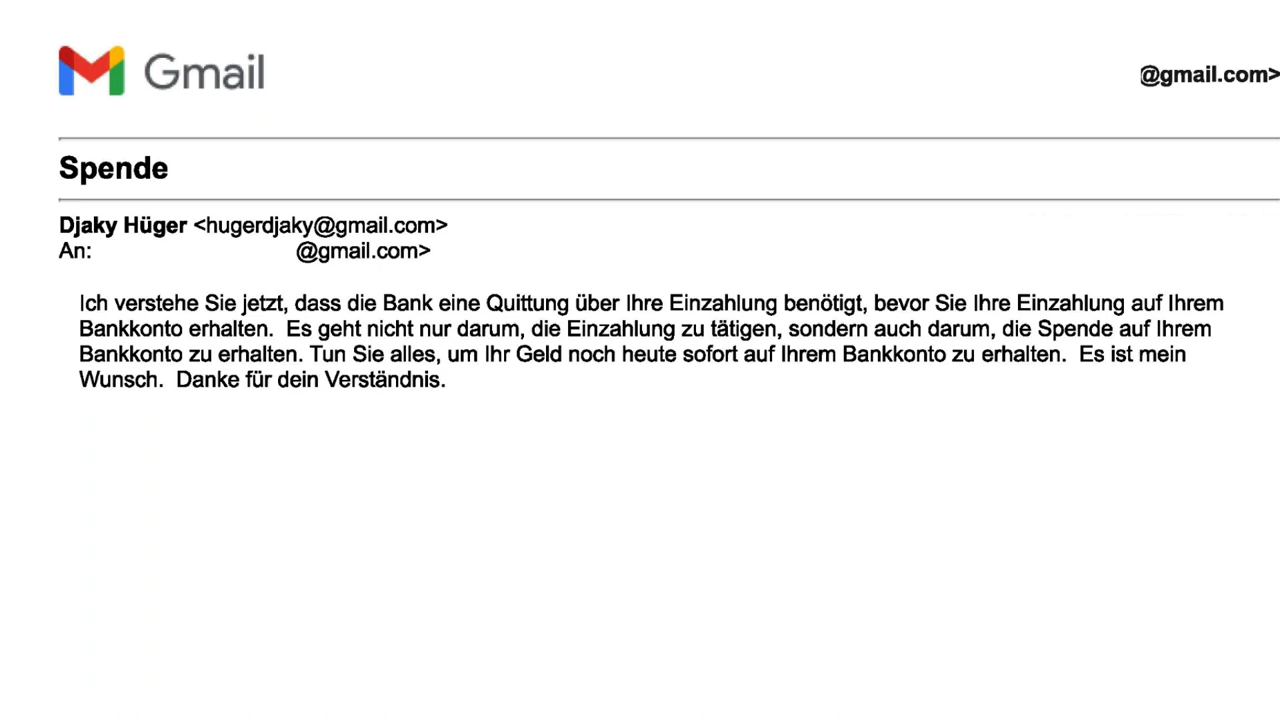 Gmail
@gmail.com>
Spende
Djaky Hüger <hugerdjaky@gmail.com>
An: @gmail.com>
Ich verstehe Sie jetzt, dass die Bank eine Quittung über Ihre Einzahlung benötigt, bevor Sie Ihre Einzahlung auf Ihrem
Bankkonto erhalten.  Es geht nicht nur darum, die Einzahlung zu tätigen, sondern auch darum, die Spende auf Ihrem
Bankkonto zu erhalten. Tun Sie alles, um Ihr Geld noch heute sofort auf Ihrem Bankkonto zu erhalten.  Es ist mein
Wunsch.  Danke für dein Verständnis.